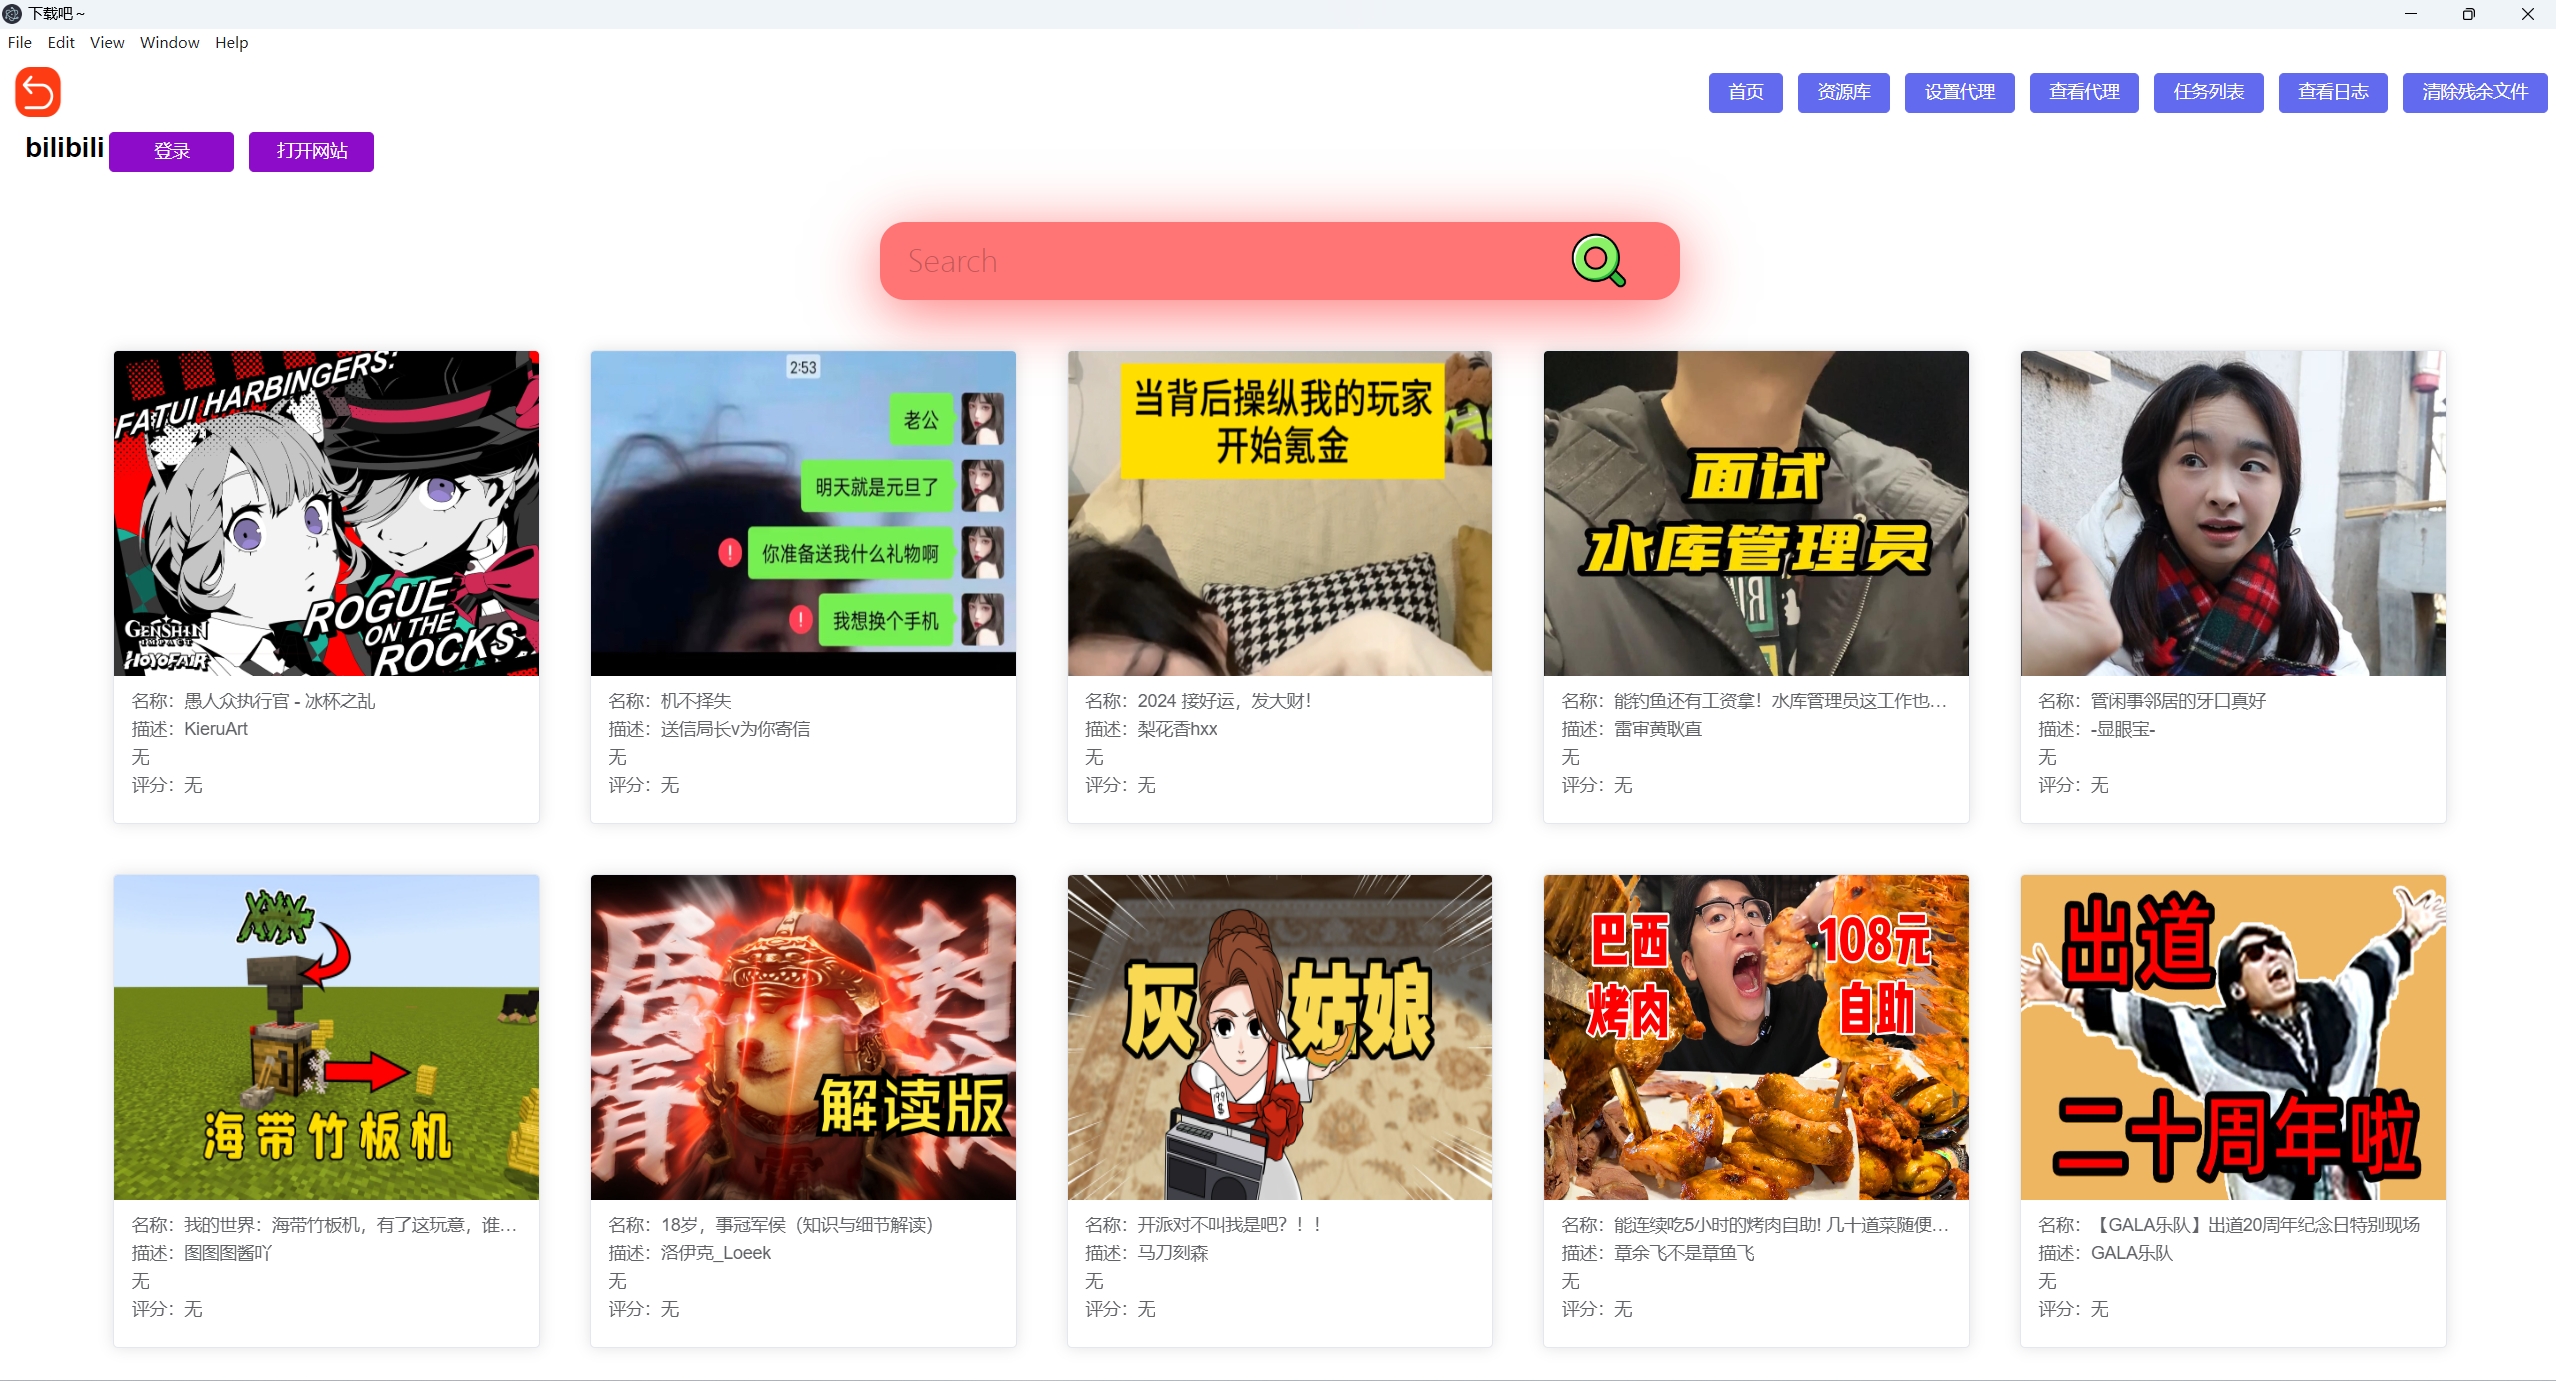 下载吧～
File Edit View Window Help
首页 资源库 设置代理 查看代理 任务列表 查看日志 清除残余文件
bilibili 登录 打开网站
Search
FATUI HARBINGERS:
ROGUE
ON THE
ROCKS
GENSHIN
IMPACT
HOYOFAIR
名称：愚人众执行官 - 冰杯之乱
描述：KieruArt
无
评分：无
2:53
老公
明天就是元旦了
你准备送我什么礼物啊
我想换个手机
名称：机不择失
描述：送信局长v为你寄信
无
评分：无
当背后操纵我的玩家
开始氪金
名称：2024 接好运，发大财！
描述：梨花香hxx
无
评分：无
面试
水库管理员
名称：能钓鱼还有工资拿！水库管理员这工作也...
描述：雷审黄耿直
无
评分：无
名称：管闲事邻居的牙口真好
描述：-显眼宝-
无
评分：无
海带竹板机
名称：我的世界：海带竹板机，有了这玩意，谁...
描述：图图图酱吖
无
评分：无
居胥
封
解读版
名称：18岁，事冠军侯（知识与细节解读）
描述：洛伊克_Loeek
无
评分：无
灰姑娘
199
$
名称：开派对不叫我是吧？！！
描述：马刀刻森
无
评分：无
巴西
烤肉
108元
自助
名称：能连续吃5小时的烤肉自助! 几十道菜随便...
描述：章余飞不是章鱼飞
无
评分：无
出道
二十周年啦
名称：【GALA乐队】出道20周年纪念日特别现场
描述：GALA乐队
无
评分：无